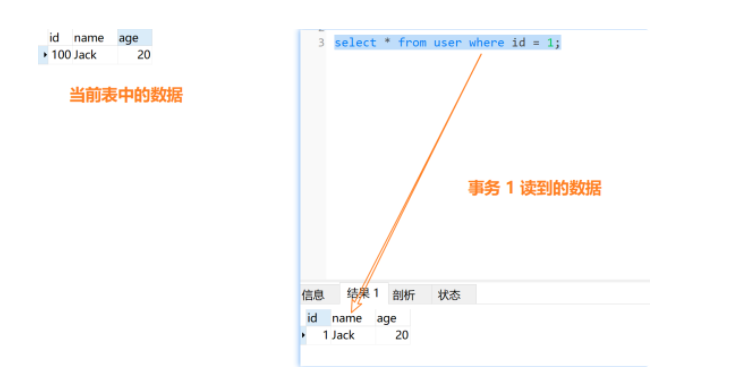 id name age
100 Jack 20
当前表中的数据
3 select * from user where id = 1;
事务 1 读到的数据
信息 结果 1 剖析 状态
id name age
1 Jack 20